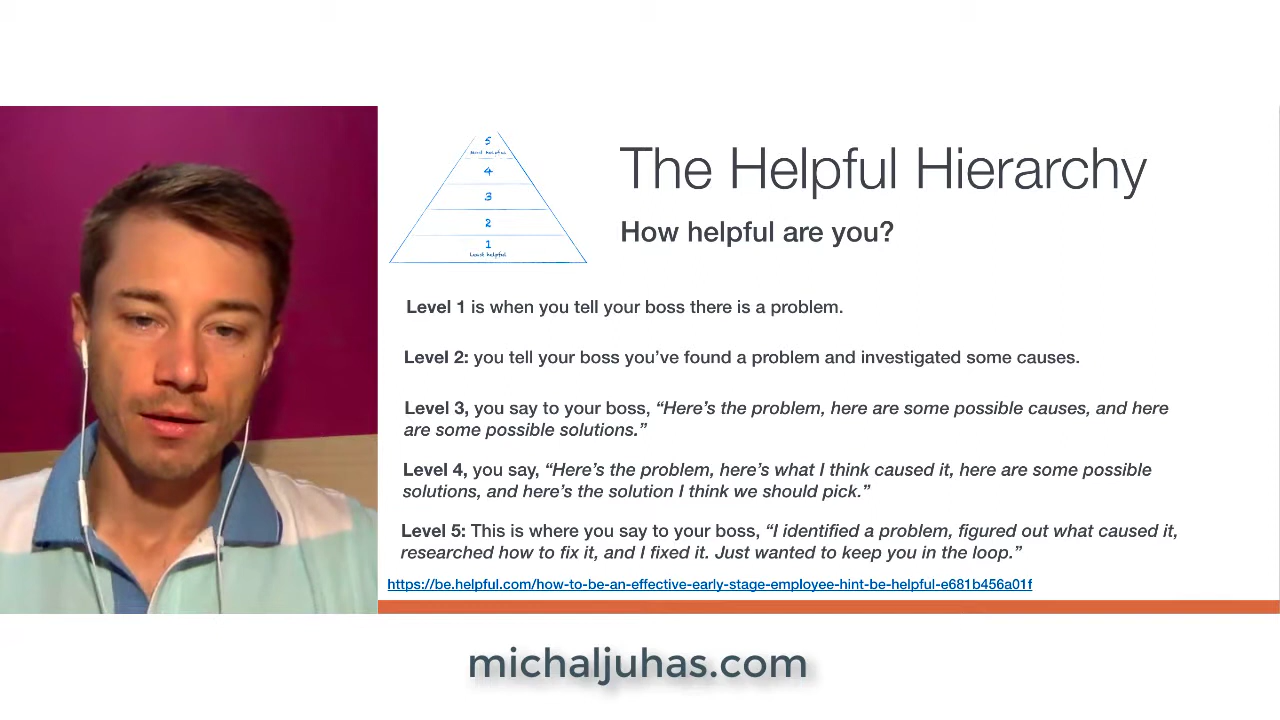 5
Most helpful
4
3
2
1
Least helpful
The Helpful Hierarchy
How helpful are you?
Level 1 is when you tell your boss there is a problem.
Level 2: you tell your boss you’ve found a problem and investigated some causes.
Level 3, you say to your boss, “Here’s the problem, here are some possible causes, and here
are some possible solutions.”
Level 4, you say, “Here’s the problem, here’s what I think caused it, here are some possible
solutions, and here’s the solution I think we should pick.”
Level 5: This is where you say to your boss, “I identified a problem, figured out what caused it,
researched how to fix it, and I fixed it. Just wanted to keep you in the loop.”
https://be.helpful.com/how-to-be-an-effective-early-stage-employee-hint-be-helpful-e681b456a01f
michaljuhas.com